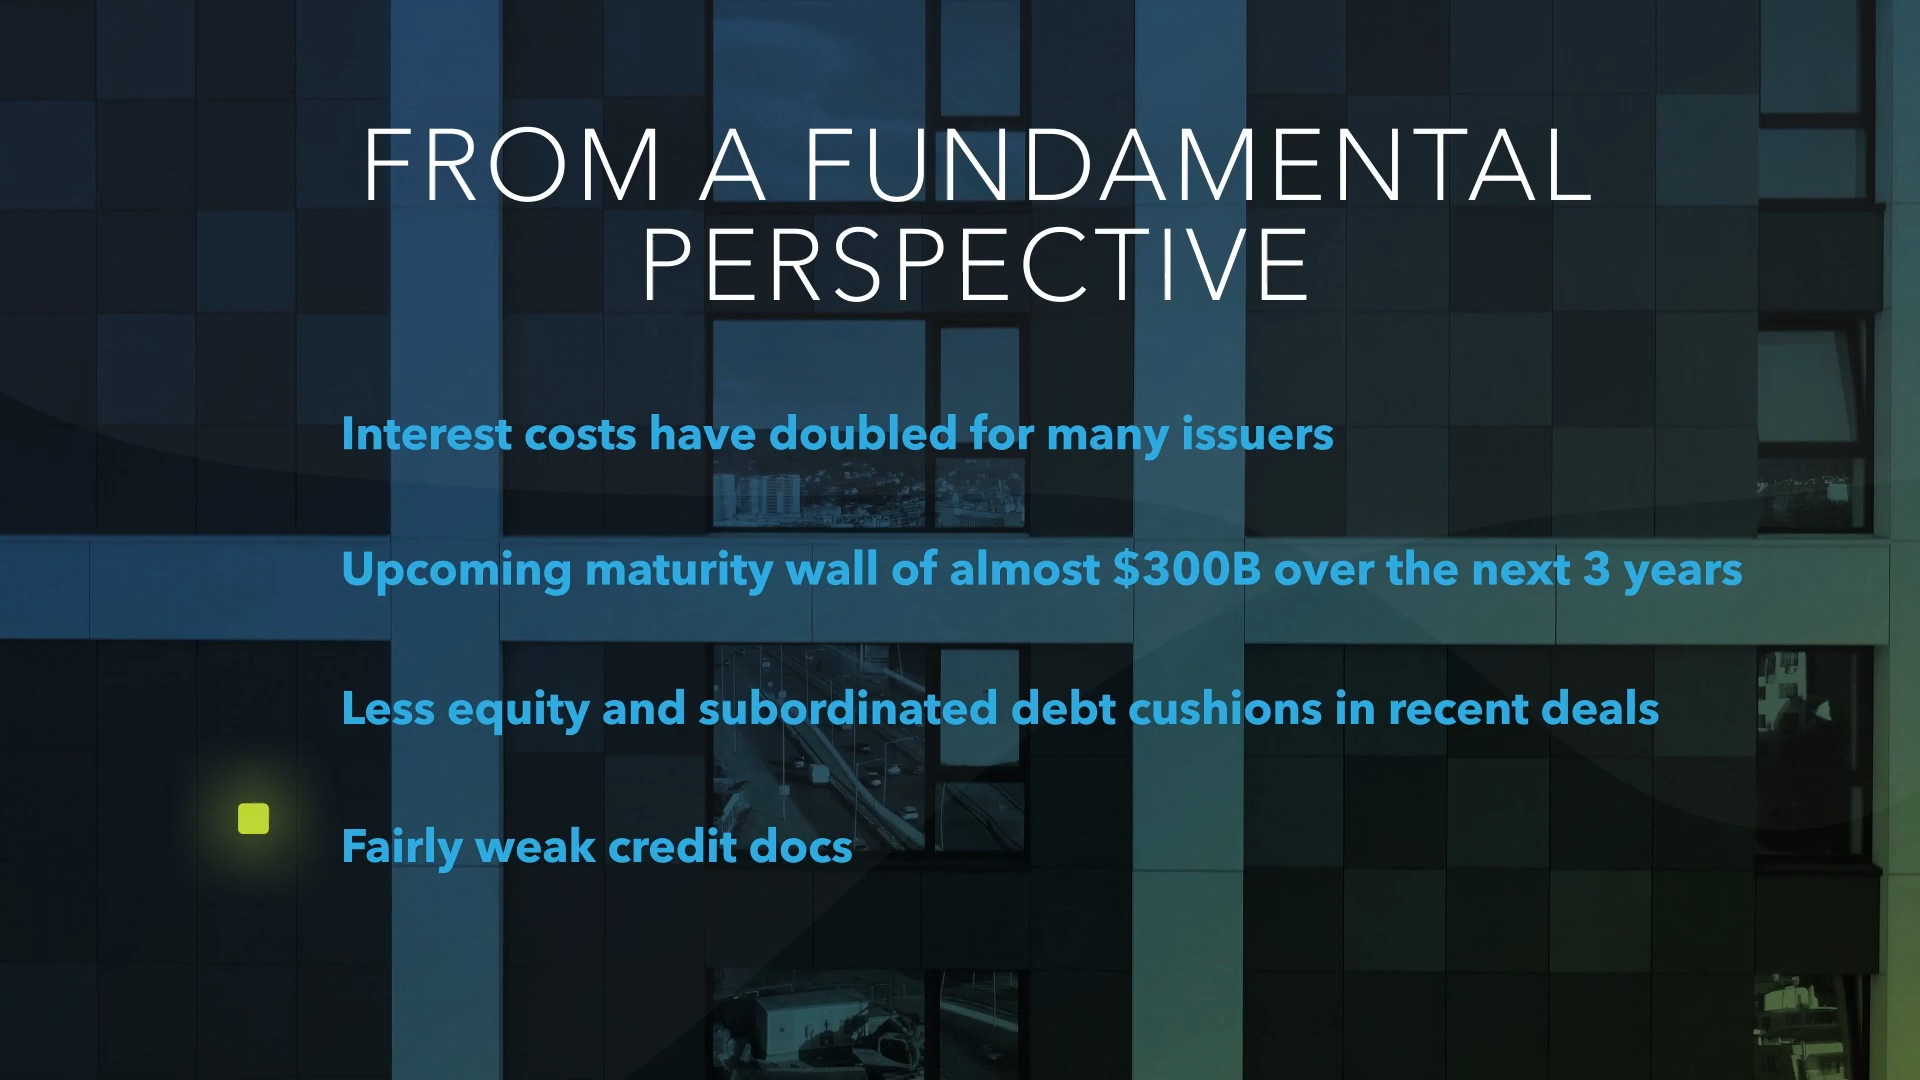 FROM A FUNDAMENTAL
PERSPECTIVE
Interest costs have doubled for many issuers
Upcoming maturity wall of almost $300B over the next 3 years
Less equity and subordinated debt cushions in recent deals
Fairly weak credit docs